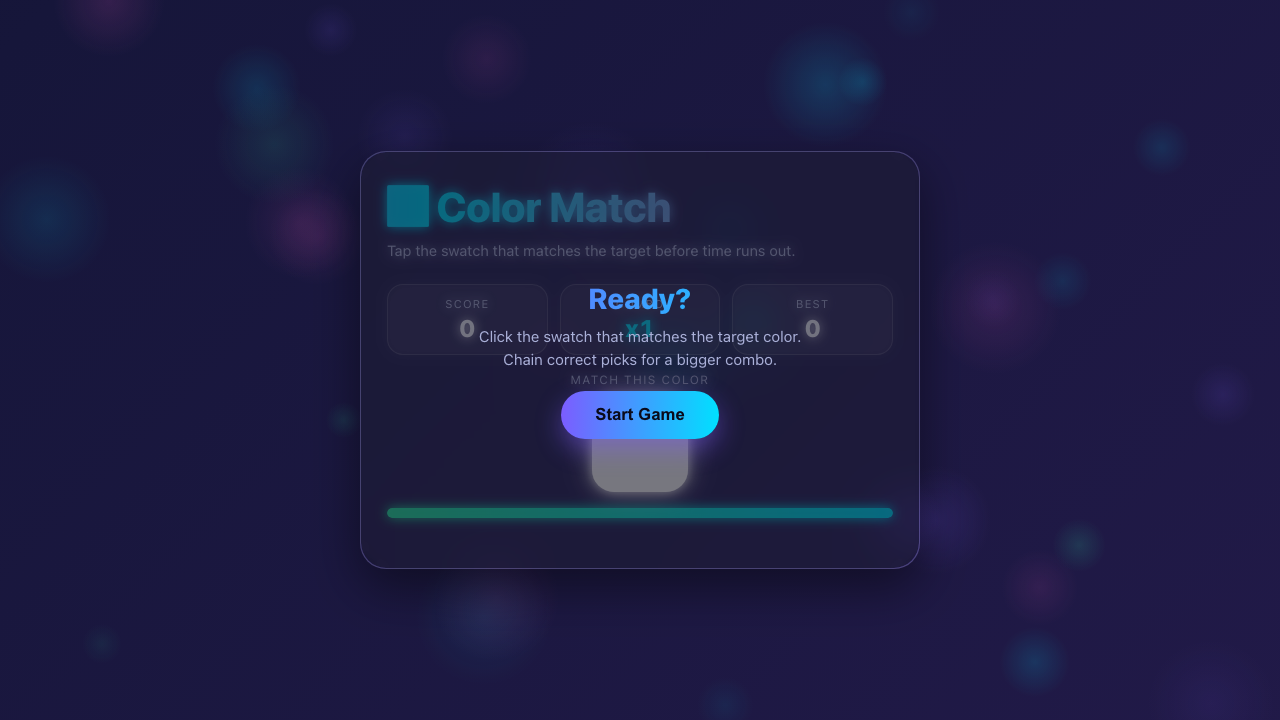 Color Match
Tap the swatch that matches the target before time runs out.
SCORE
BEST
0
x1
0
Ready?
Click the swatch that matches the target color.
Chain correct picks for a bigger combo.
MATCH THIS COLOR
Start Game